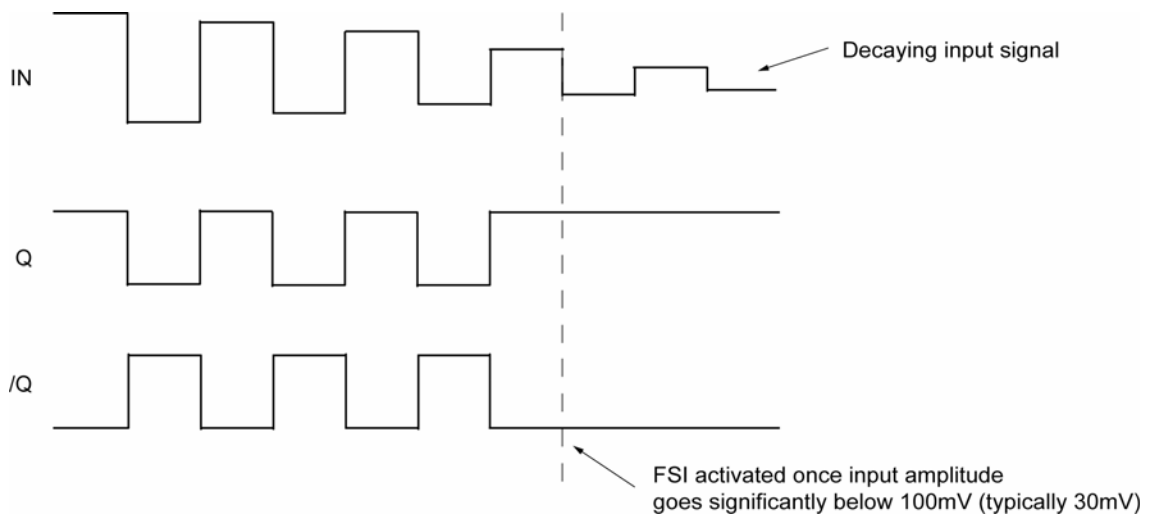 IN
Decaying input signal
Q
/Q
FSI activated once input amplitude
goes significantly below 100mV (typically 30mV)